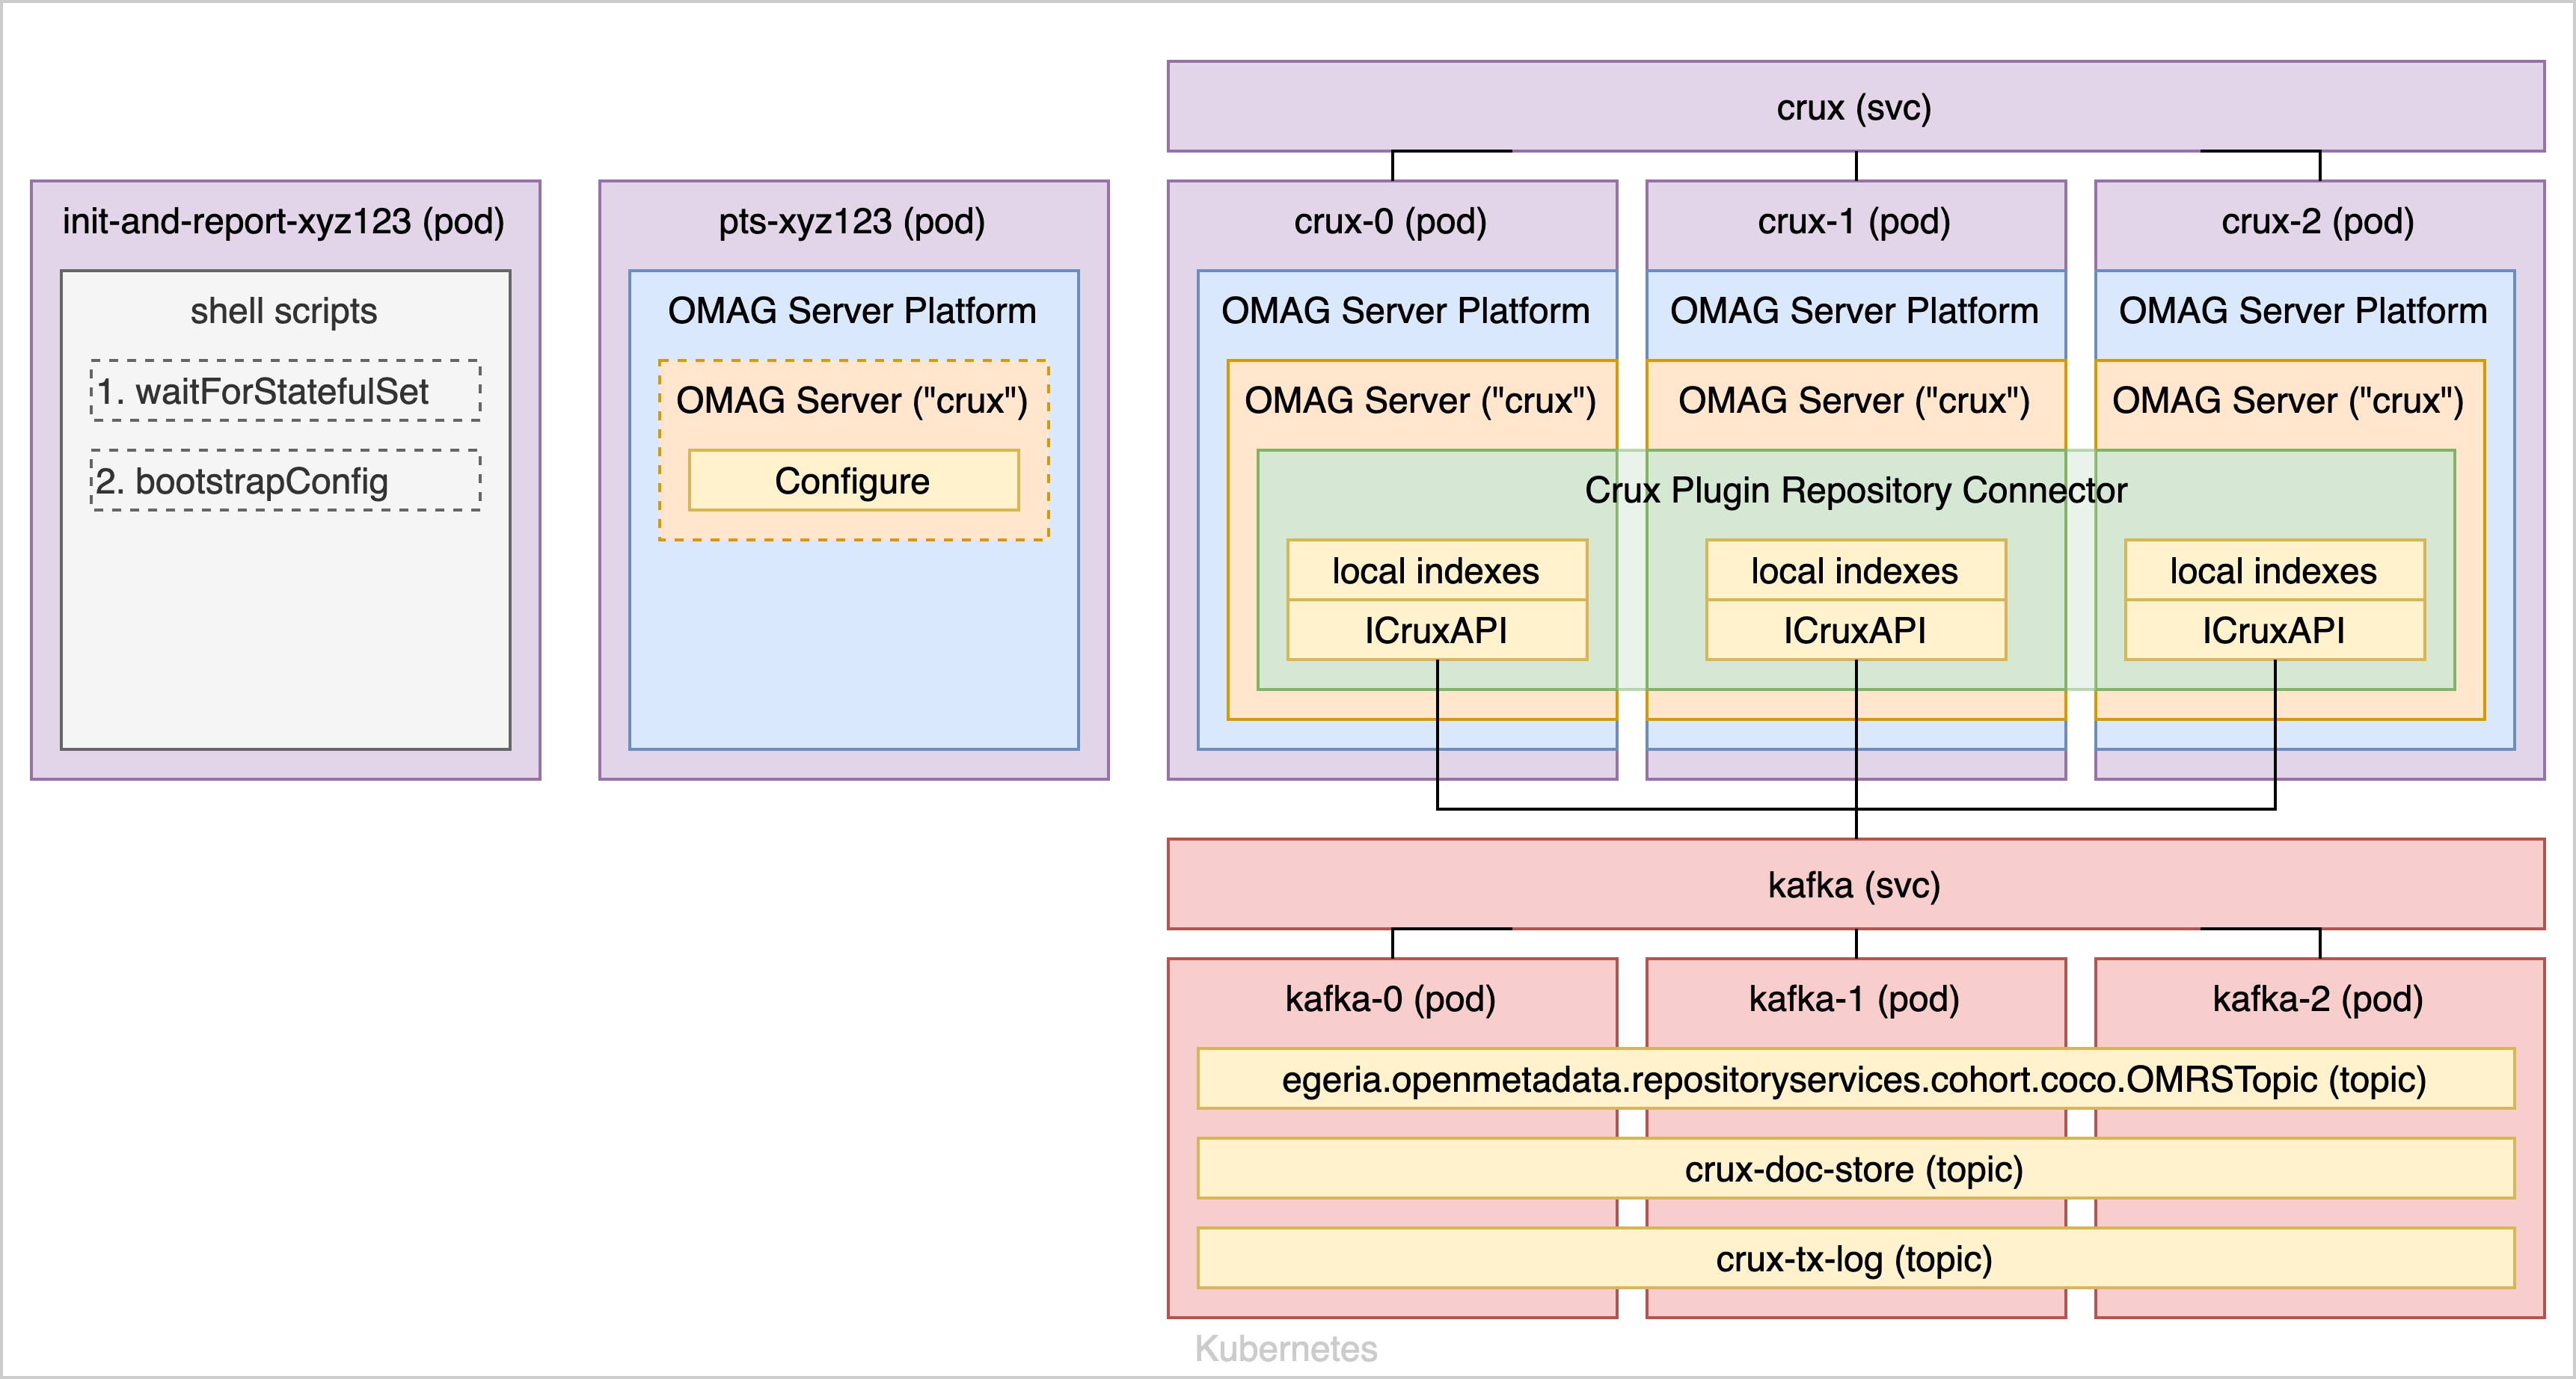 crux (svc)
init-and-report-xyz123 (pod)
shell scripts
1. waitForStatefulSet
2. bootstrapConfig
pts-xyz123 (pod)
OMAG Server Platform
OMAG Server ("crux")
Configure
crux-0 (pod)
OMAG Server Platform
OMAG Server ("crux")
crux-1 (pod)
OMAG Server Platform
OMAG Server ("crux")
crux-2 (pod)
OMAG Server Platform
OMAG Server ("crux")
Crux Plugin Repository Connector
local indexes
ICruxAPI
local indexes
ICruxAPI
local indexes
ICruxAPI
kafka (svc)
kafka-0 (pod)
kafka-1 (pod)
kafka-2 (pod)
egeria.openmetadata.repositoryservices.cohort.coco.OMRSTopic (topic)
crux-doc-store (topic)
crux-tx-log (topic)
Kubernetes